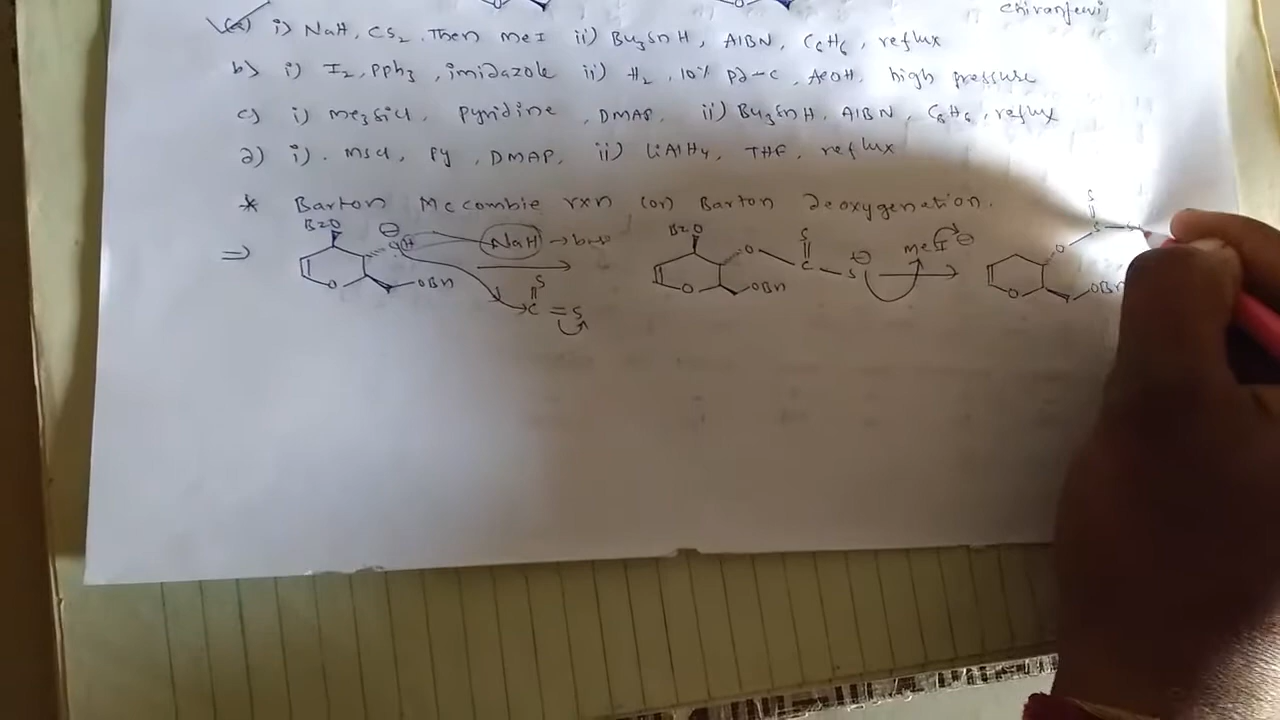 chiranjeevi
(a) i) NaH, CS2. Then MeI ii) Bu3SnH, AIBN, C6H6, reflux
b) i) I2, PPh3, imidazole ii) H2, 10% Pd-C, AcOH, high pressure
c) i) Me3SiCl, Pyridine, DMAP. ii) Bu3SnH, AIBN, C6H6, reflux
d) i). MsCl, Py, DMAP, ii) LiAlH4, THF, reflux
* Barton McCombie rxn (or) Barton deoxygenation.
⇒ BzO OH ⊖ O OBn NaH → base S C = S
BzO O O OBn S C S ⊖ MeI ⊖
O O OBn S S